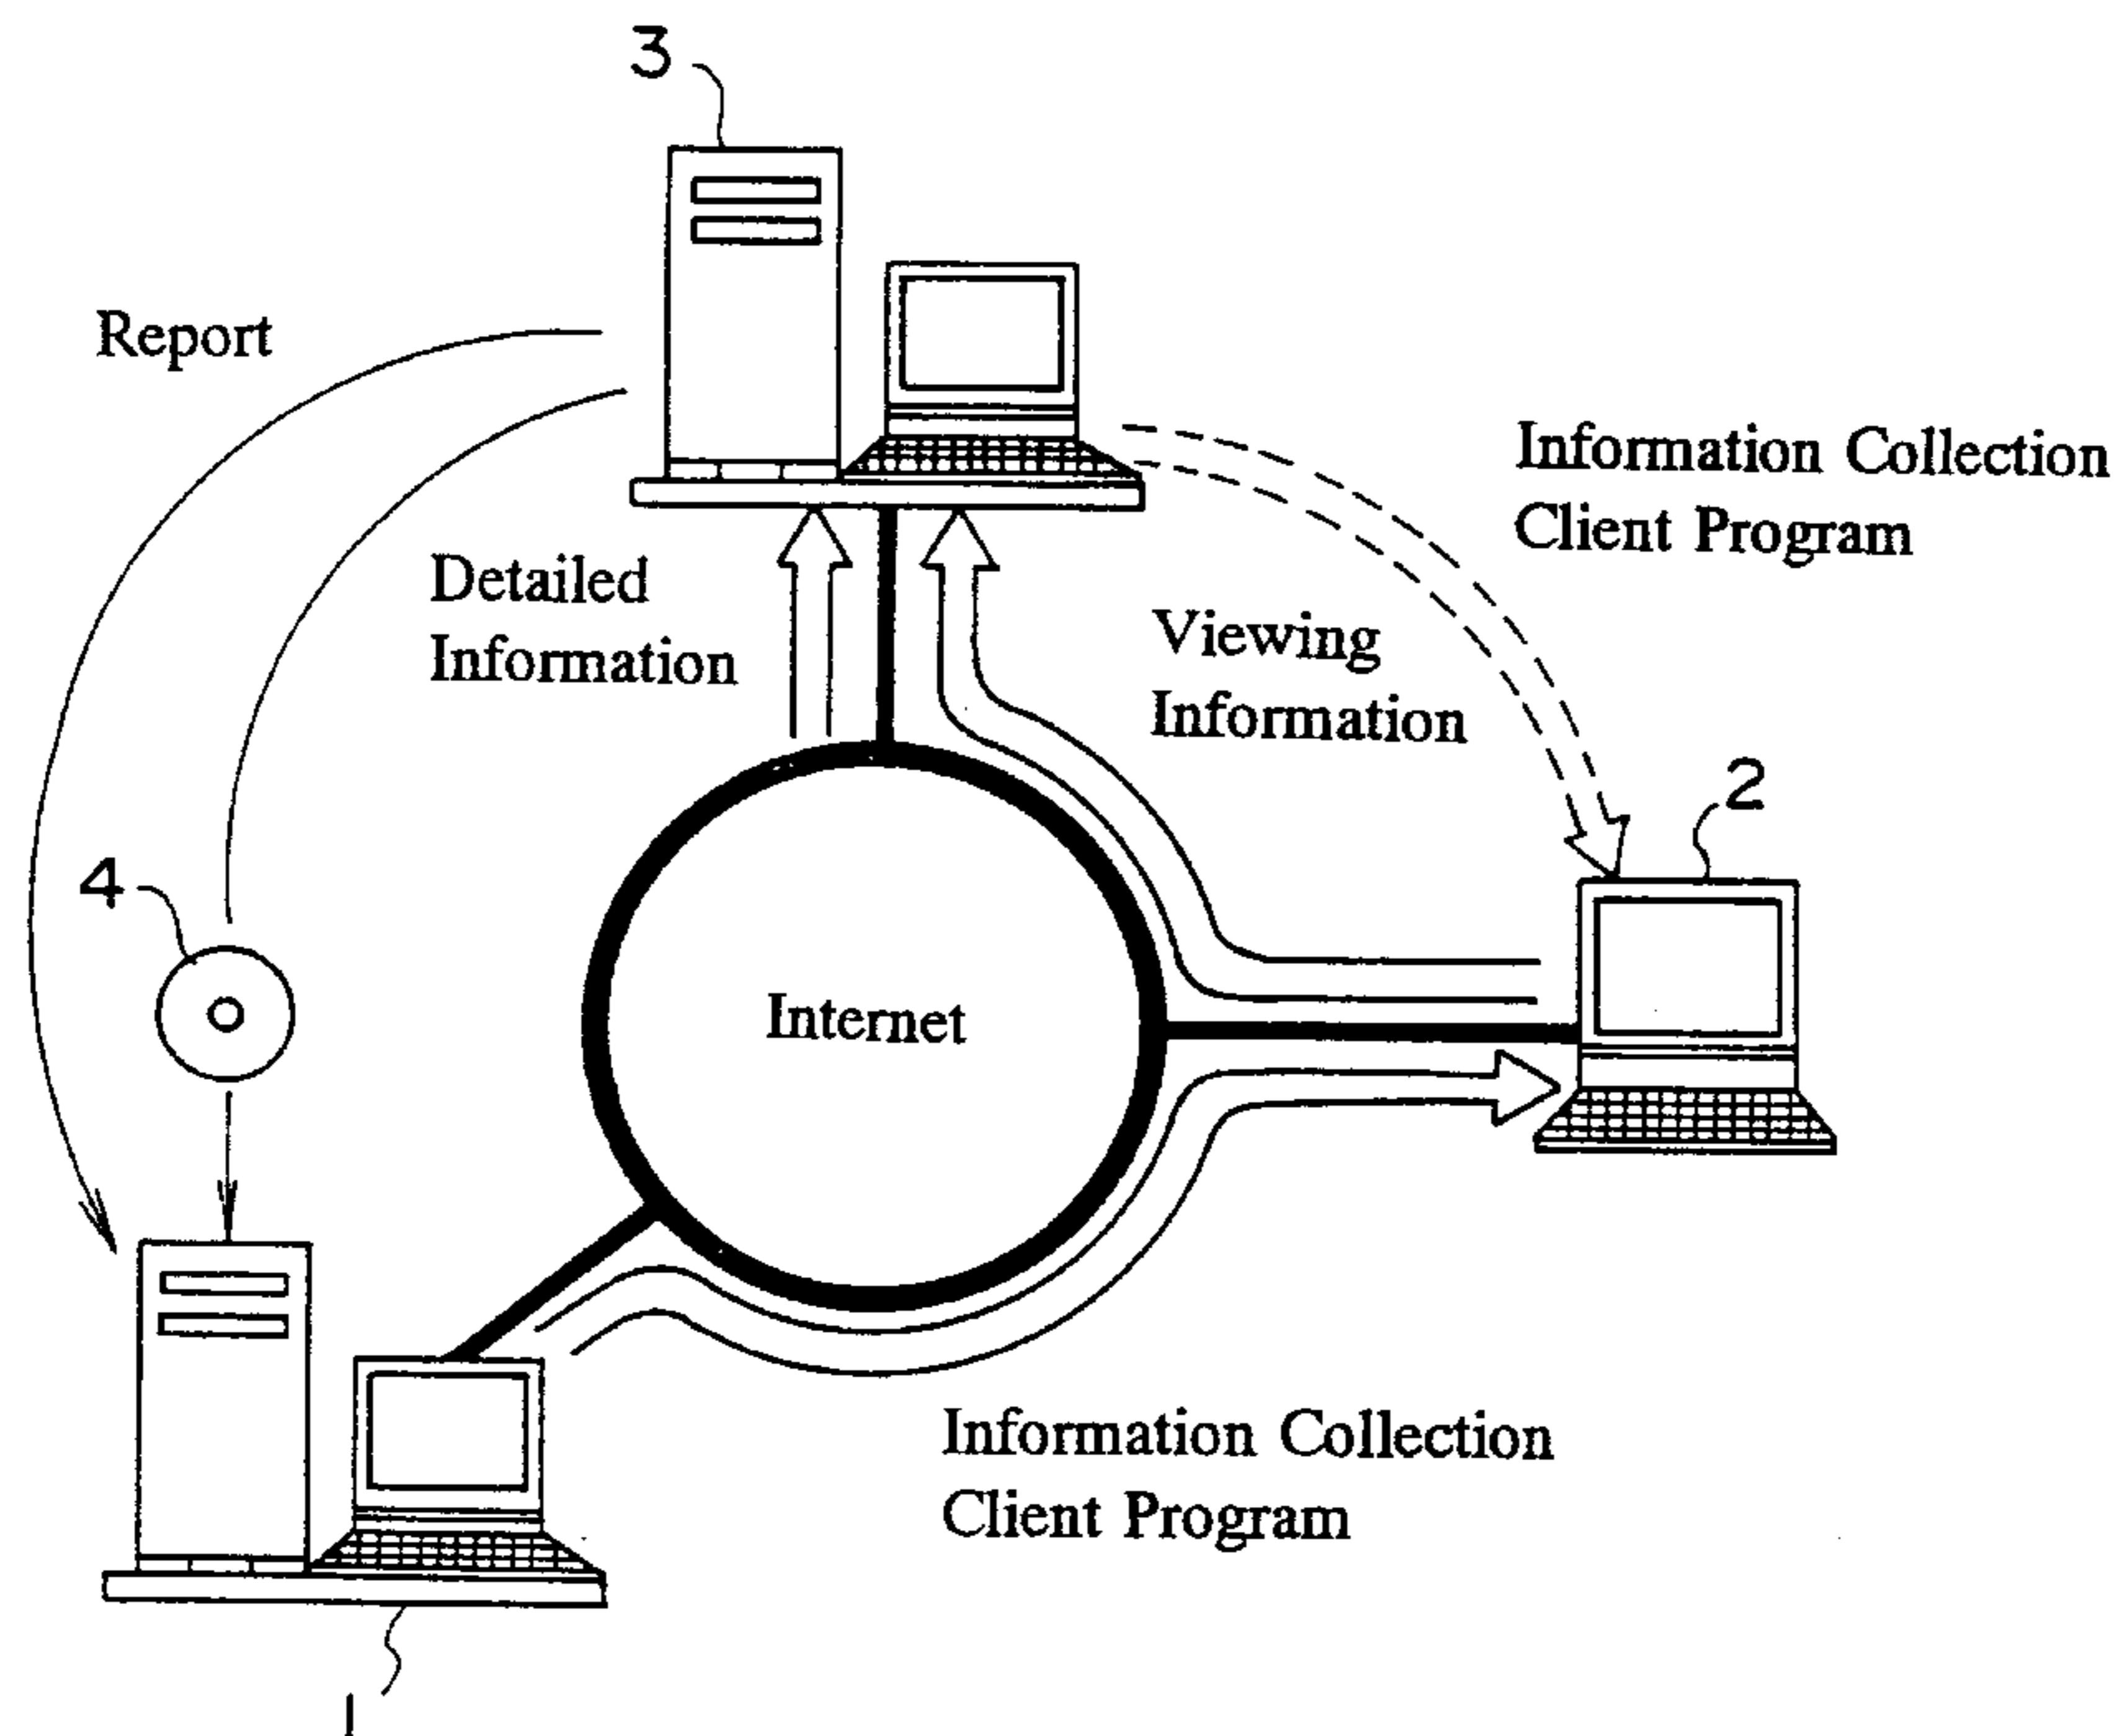 3
Report
Information Collection
Client Program
Detailed
Information
Viewing
Information
2
4
Internet
Information Collection
Client Program
1